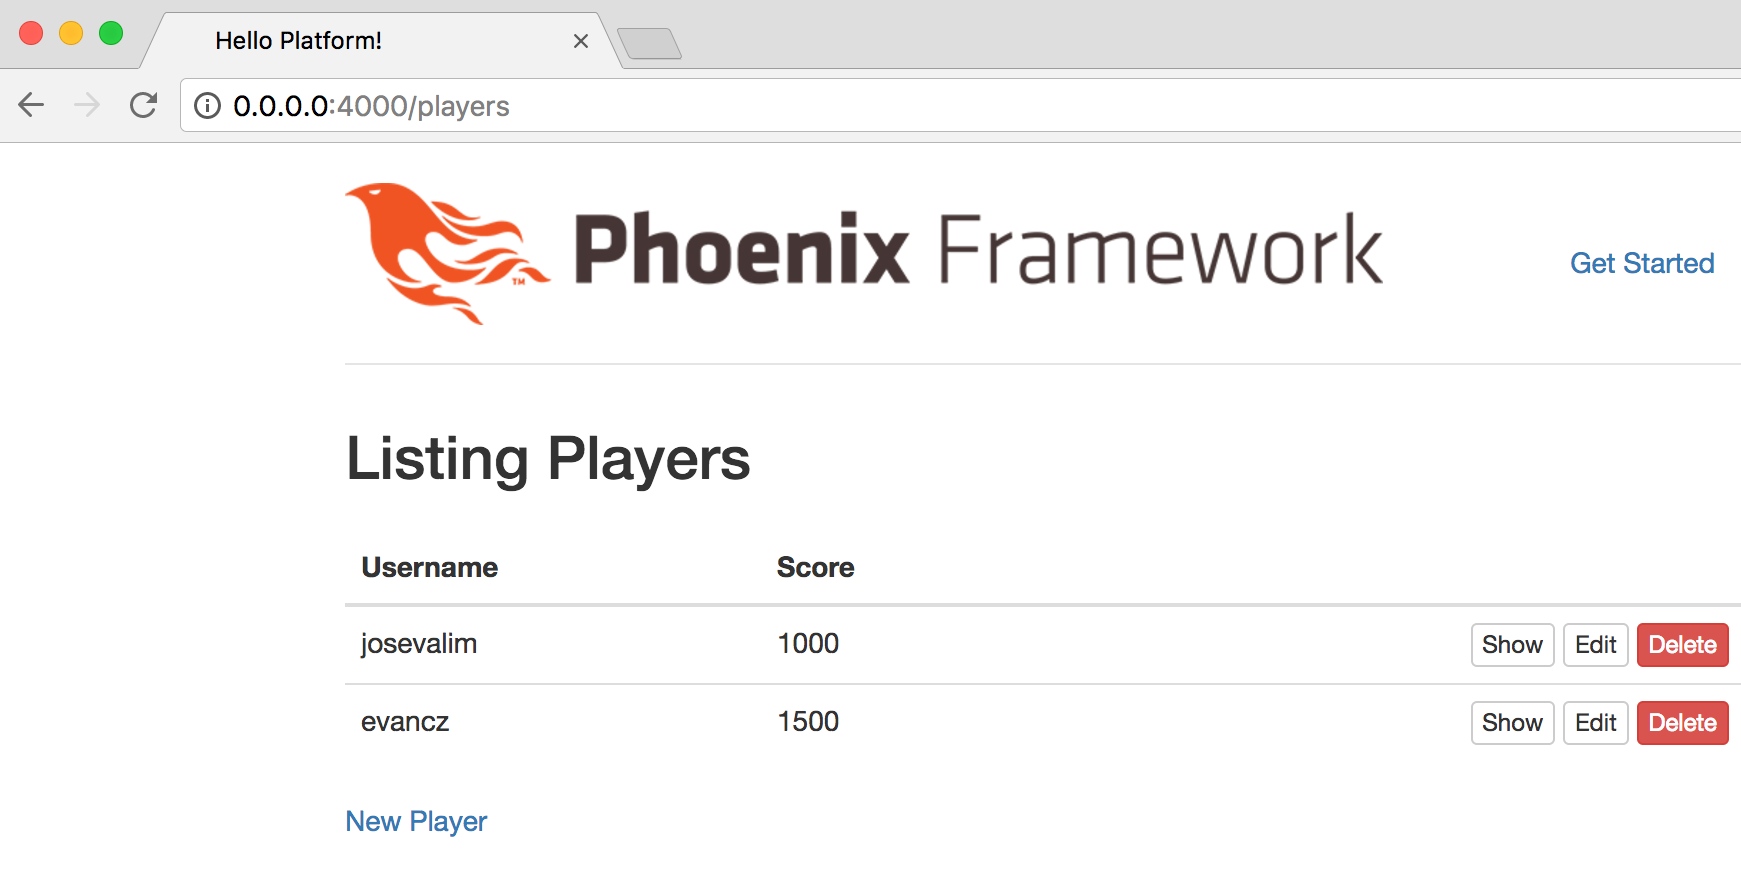 Hello Platform!
0.0.0.0:4000/players
Phoenix Framework
TM
Get Started
Listing Players
Username Score
josevalim 1000 Show Edit Delete
evancz 1500 Show Edit Delete
New Player